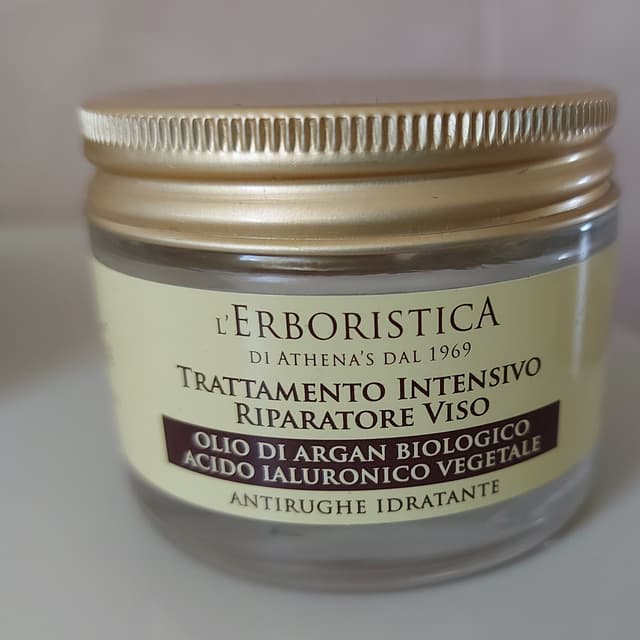 L'ERBORISTICA
DI ATHENA'S DAL 1969
TRATTAMENTO INTENSIVO
RIPARATORE VISO
OLIO DI ARGAN BIOLOGICO
ACIDO IALURONICO VEGETALE
ANTIRUGHE IDRATANTE